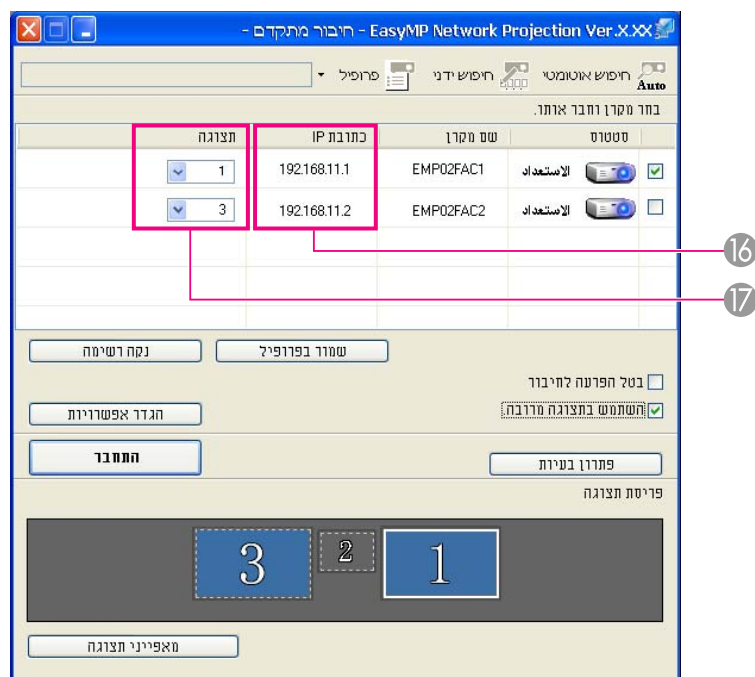 EasyMP Network Projection Ver.X.XX - חיבור מתקדם -
Auto חיפוש אוטומטי חיפוש ידני פרופיל
בחר מקרן וחבר אותו.
סטטוס שם מקרן כתובת IP תצוגה
الاستعداد EMP02FAC1 192.168.11.1 1
الاستعداد EMP02FAC2 192.168.11.2 3
16
17
שמור בפרופיל נקה רשימה
בטל הפרעה לחיבור
השתמש בתצוגה מרובה. הגדר אפשרויות
פתרון בעיות התחבר
פריסת תצוגה
1 2 3
מאפייני תצוגה